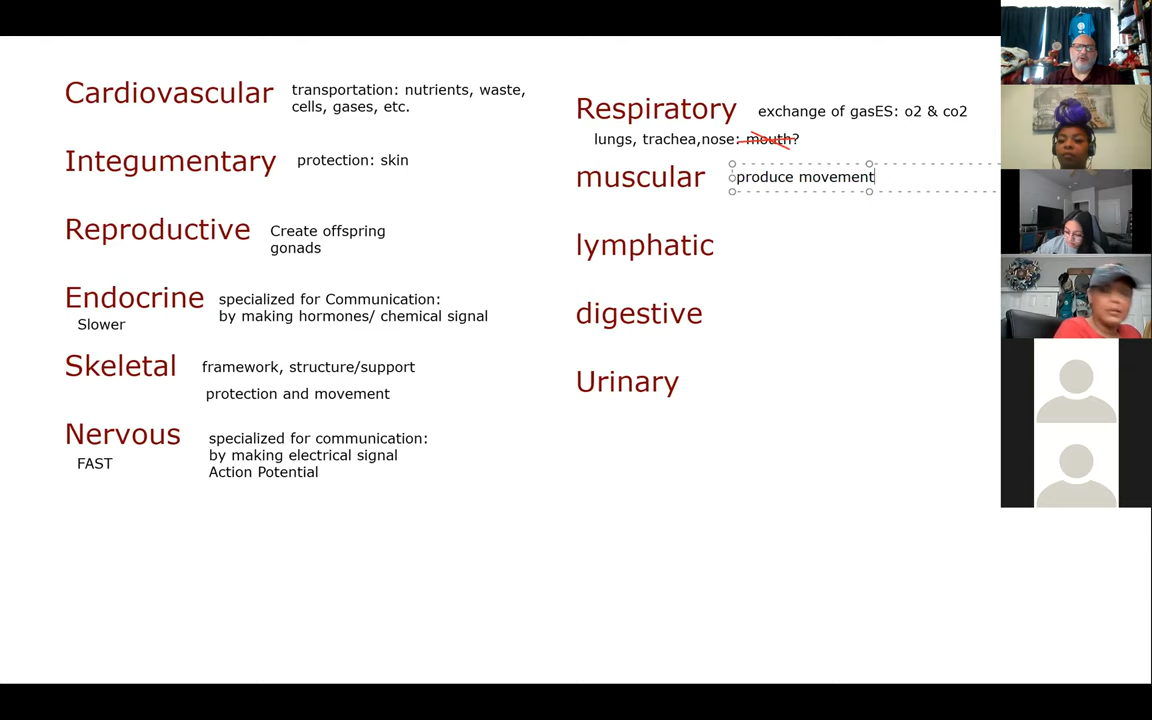 Cardiovascular transportation: nutrients, waste,
cells, gases, etc.
Integumentary protection: skin
Reproductive Create offspring
gonads
Endocrine specialized for Communication:
Slower by making hormones/ chemical signal
Skeletal framework, structure/support
protection and movement
Nervous specialized for communication:
FAST by making electrical signal
Action Potential
Respiratory exchange of gasES: o2 & co2
lungs, trachea,nose: mouth?
muscular produce movement
lymphatic
digestive
Urinary